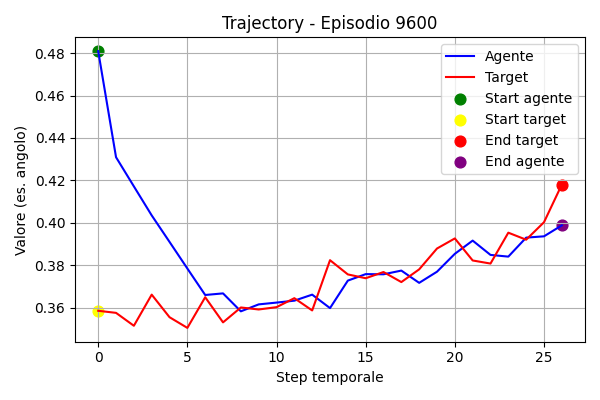 Trajectory - Episodio 9600
Valore (es. angolo)
0.48
0.46
0.44
0.42
0.40
0.38
0.36
Agente
Target
Start agente
Start target
End target
End agente
0
5
10
15
20
25
Step temporale